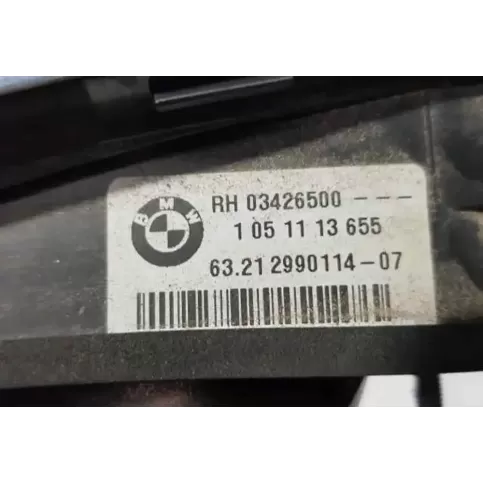 BMW
RH 03426500 ---
1 05 11 13 655
63.21 2990114-07